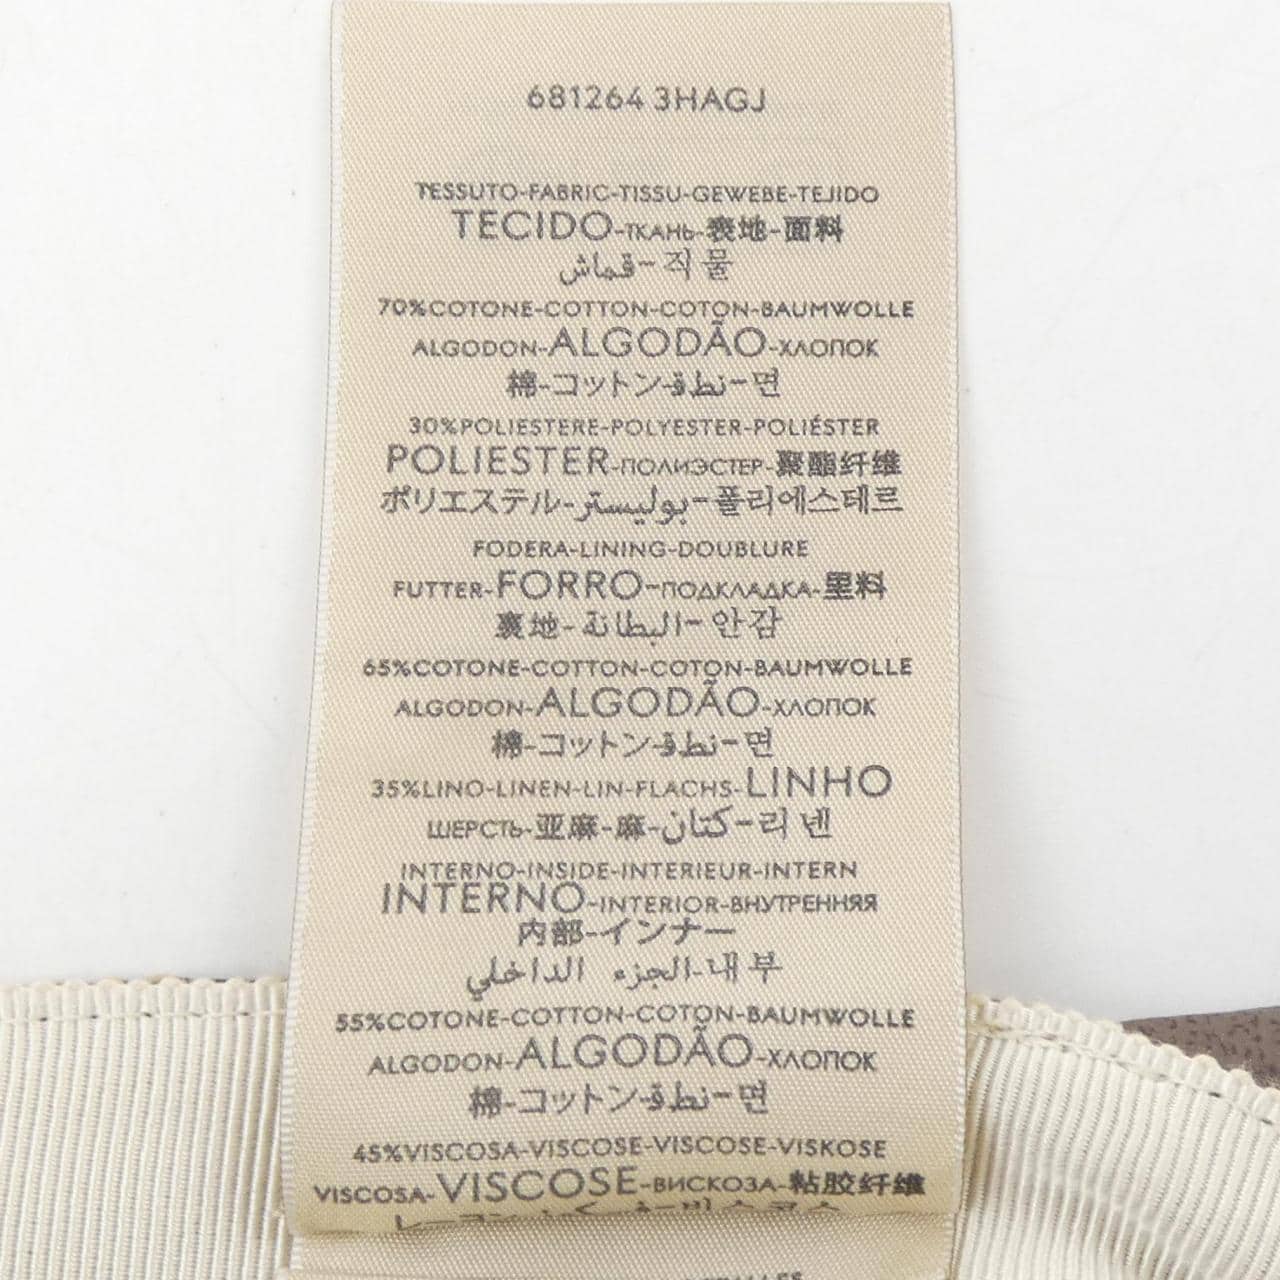 681264 3HAGJ
TESSUTO-FABRIC-TISSU-GEWEBE-TEJIDO
TECIDO-ТКАНЬ-表地-面料
قماش-직물
70%COTONE-COTTON-COTON-BAUMWOLLE
ALGODON-ALGODÃO-ХЛОПОК
棉-コットン-نطق-면
30%POLIESTERE-POLYESTER-POLIÉSTER
POLIESTER-ПОЛИЭСТЕР-聚酯纤维
ポリエステル-بوليستر-폴리에스테르
FODERA-LINING-DOUBLURE
FUTTER-FORRO-ПОДКЛАДКА-里料
裏地-البطانة-안감
65%COTONE-COTTON-COTON-BAUMWOLLE
ALGODON-ALGODÃO-ХЛОПОК
棉-コットン-نطق-면
35%LINO-LINEN-LIN-FLACHS-LINHO
ШЕРСТЬ-亚麻-麻-كتان-리넨
INTERNO-INSIDE-INTERIEUR-INTERN
INTERNO-INTERIOR-ВНУТРЕННЯЯ
内部-インナー
الجزء الداخلي-내부
55%COTONE-COTTON-COTON-BAUMWOLLE
ALGODON-ALGODÃO-ХЛОПОК
棉-コットン-نطق-면
45%VISCOSA-VISCOSE-VISCOSE-VISKOSE
VISCOSA-VISCOSE-ВИСКОЗА-粘胶纤维